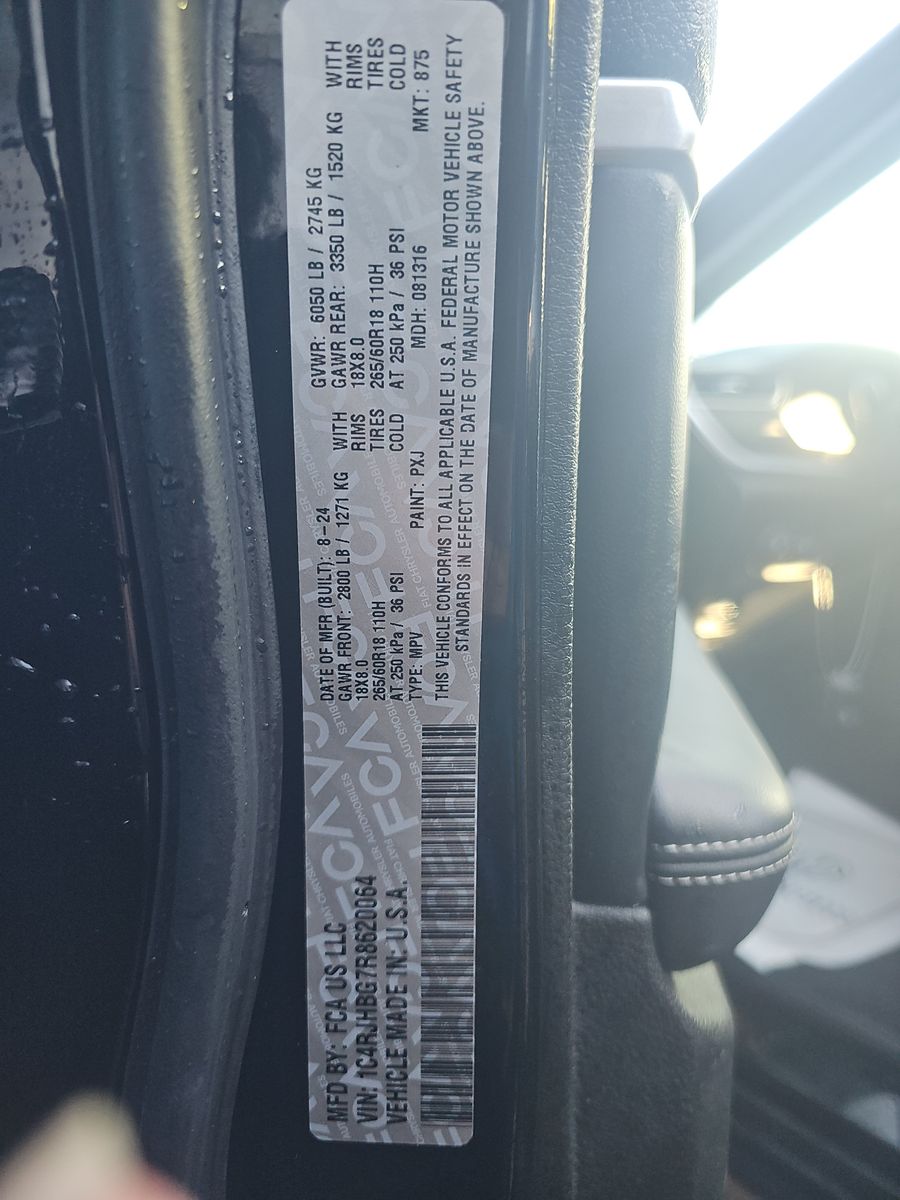 MFD BY: FCA US LLC
VIN: 1C4RJHBG7R8620064
VEHICLE MADE IN: U.S.A.
DATE OF MFR (BUILT): 8-24 GVWR: 6050 LB / 2745 KG
GAWR FRONT: 2800 LB / 1271 KG WITH GAWR REAR: 3350 LB / 1520 KG WITH
18X8.0 RIMS 18X8.0 RIMS
265/60R18 110H TIRES 265/60R18 110H TIRES
AT 250 kPa / 36 PSI COLD AT 250 kPa / 36 PSI COLD
TYPE: MPV PAINT: PXJ MDH: 081316 MKT: 875
THIS VEHICLE CONFORMS TO ALL APPLICABLE U.S.A. FEDERAL MOTOR VEHICLE SAFETY
STANDARDS IN EFFECT ON THE DATE OF MANUFACTURE SHOWN ABOVE.